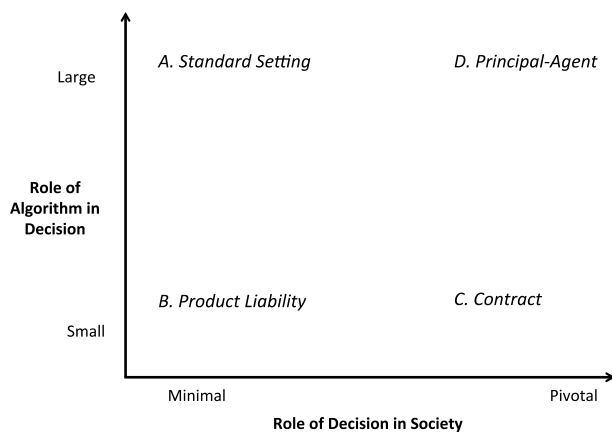 A. Standard Setting
D. Principal-Agent
Large
Role of
Algorithm in
Decision
B. Product Liability
C. Contract
Small
Minimal
Pivotal
Role of Decision in Society